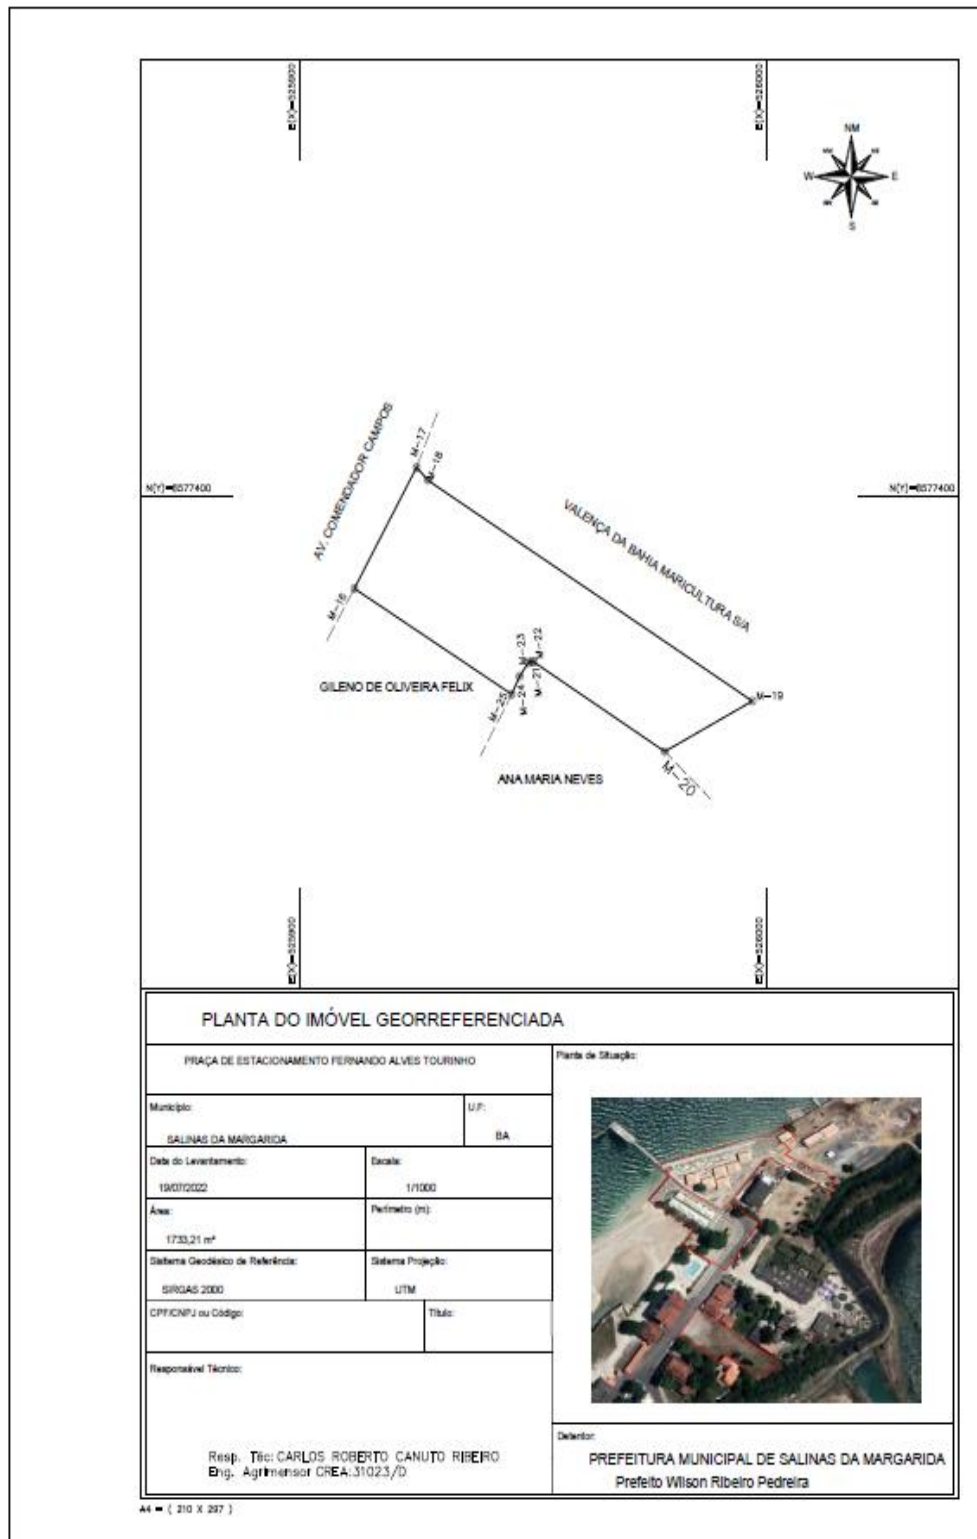 E(X)=525900
E(X)=526000
NM
W
E
S
AV. COMENDADOR CAMPOS
M-17
M-18
N(Y)=8577400
N(Y)=8577400
VALENÇA DA BAHIA MARICULTURA S/A
M-16
M-23
M-22
M-21
M-24
M-25
GILENO DE OLIVEIRA FELIX
M-19
M-20
ANA MARIA NEVES
E(X)=525900
E(X)=526000
PLANTA DO IMÓVEL GEORREFERENCIADA
PRAÇA DE ESTACIONAMENTO FERNANDO ALVES TOURINHO
Planta de Situação:
Município:
U.F:
SALINAS DA MARGARIDA
BA
Data do Levantamento:
Escala:
19/07/2022
1/1000
Área:
Perímetro (m):
1733,21 m²
Sistema Geodésico de Referência:
Sistema Projeção:
SIRGAS 2000
UTM
CPF/CNPJ ou Código:
Título:
Responsável Técnico:
Resp. Téc: CARLOS ROBERTO CANUTO RIBEIRO
Eng. Agrimensor CREA:31023/D
Detentor:
PREFEITURA MUNICIPAL DE SALINAS DA MARGARIDA
Prefeito Wilson Ribeiro Pedreira
A4 = ( 210 X 297 )